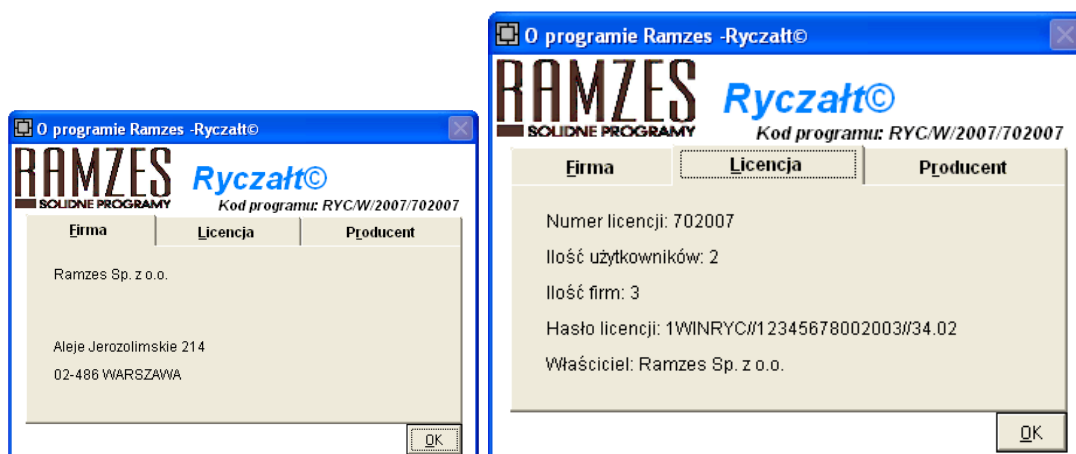 O programie Ramzes -Ryczałt©
RAMZES
SOLIDNE PROGRAMY
Ryczałt©
Kod programu: RYC/W/2007/702007
Firma
Licencja
Producent
Ramzes Sp. z o.o.
Aleje Jerozolimskie 214
02-486 WARSZAWA
OK
O programie Ramzes -Ryczałt©
RAMZES
SOLIDNE PROGRAMY
Ryczałt©
Kod programu: RYC/W/2007/702007
Firma
Licencja
Producent
Numer licencji: 702007
Ilość użytkowników: 2
Ilość firm: 3
Hasło licencji: 1WINRYC//12345678002003//34.02
Właściciel: Ramzes Sp. z o.o.
OK